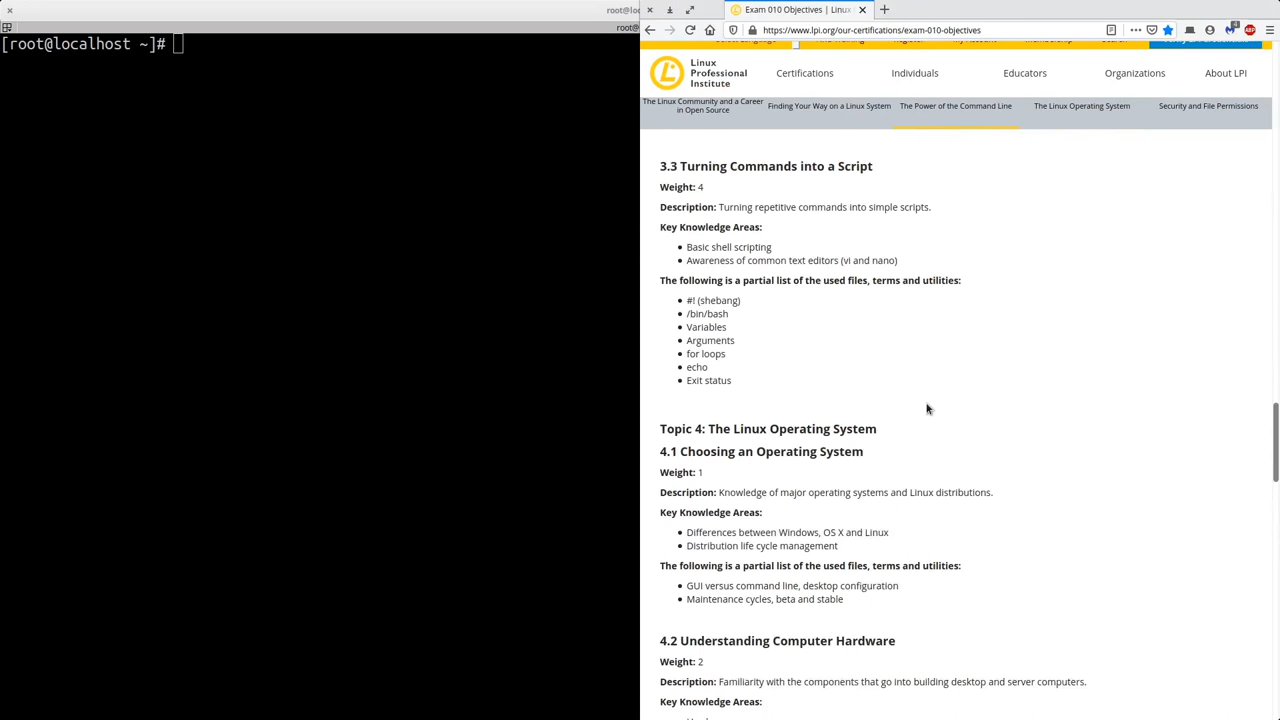 root@lo
root@
[root@localhost ~]#
Exam 010 Objectives | Linux
https://www.lpi.org/our-certifications/exam-010-objectives
4
ABP
Linux
Professional
Institute
Certifications
Individuals
Educators
Organizations
About LPI
The Linux Community and a Career
in Open Source
Finding Your Way on a Linux System
The Power of the Command Line
The Linux Operating System
Security and File Permissions
3.3 Turning Commands into a Script
Weight: 4
Description: Turning repetitive commands into simple scripts.
Key Knowledge Areas:
• Basic shell scripting
• Awareness of common text editors (vi and nano)
The following is a partial list of the used files, terms and utilities:
• #! (shebang)
• /bin/bash
• Variables
• Arguments
• for loops
• echo
• Exit status
Topic 4: The Linux Operating System
4.1 Choosing an Operating System
Weight: 1
Description: Knowledge of major operating systems and Linux distributions.
Key Knowledge Areas:
• Differences between Windows, OS X and Linux
• Distribution life cycle management
The following is a partial list of the used files, terms and utilities:
• GUI versus command line, desktop configuration
• Maintenance cycles, beta and stable
4.2 Understanding Computer Hardware
Weight: 2
Description: Familiarity with the components that go into building desktop and server computers.
Key Knowledge Areas: